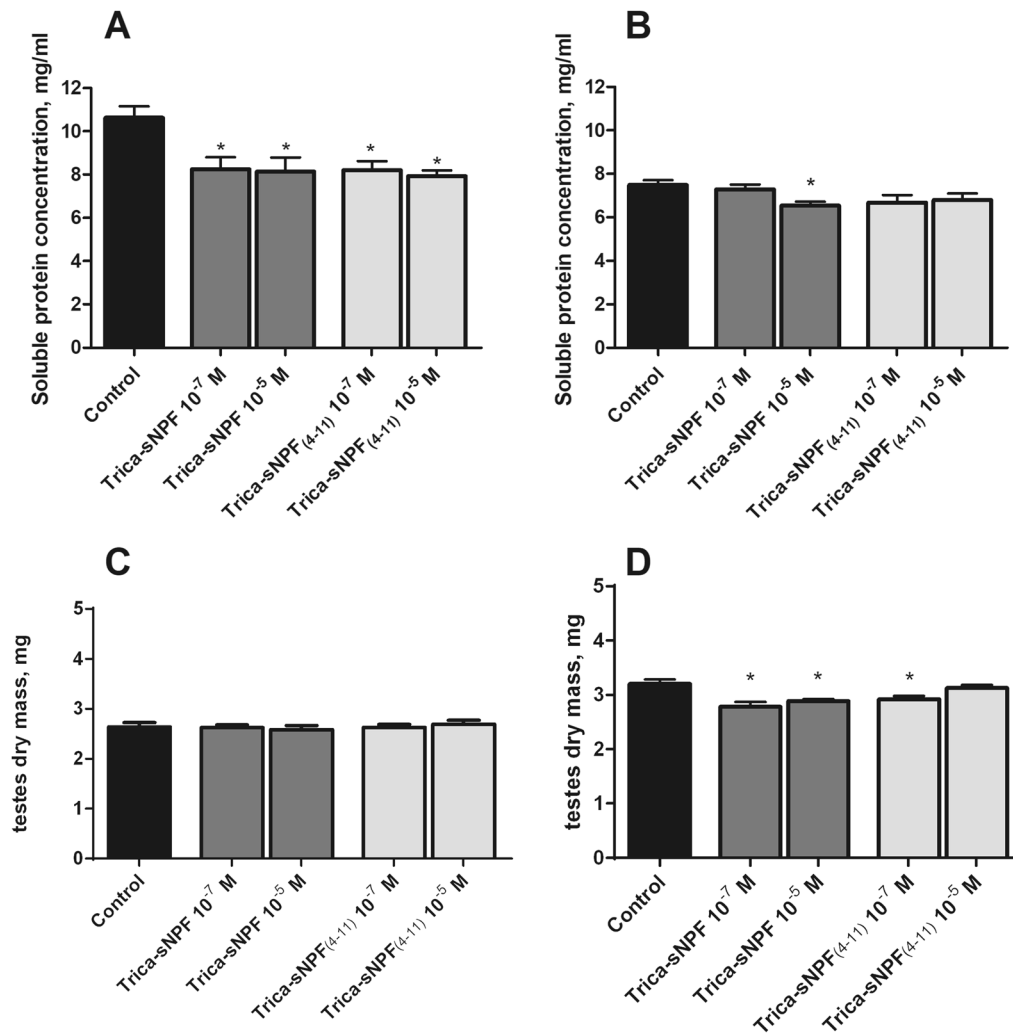 A
Soluble protein concentration, mg/ml
12
10
8
6
4
2
0
*
*
*
*
Control
Trica-sNPF 10⁻⁷ M
Trica-sNPF 10⁻⁵ M
Trica-sNPF₍₄₋₁₁₎ 10⁻⁷ M
Trica-sNPF₍₄₋₁₁₎ 10⁻⁵ M
B
Soluble protein concentration, mg/ml
12
10
8
6
4
2
0
*
Control
Trica-sNPF 10⁻⁷ M
Trica-sNPF 10⁻⁵ M
Trica-sNPF₍₄₋₁₁₎ 10⁻⁷ M
Trica-sNPF₍₄₋₁₁₎ 10⁻⁵ M
C
testes dry mass, mg
5
4
3
2
1
0
Control
Trica-sNPF 10⁻⁷ M
Trica-sNPF 10⁻⁵ M
Trica-sNPF₍₄₋₁₁₎ 10⁻⁷ M
Trica-sNPF₍₄₋₁₁₎ 10⁻⁵ M
D
testes dry mass, mg
5
4
3
2
1
0
*
*
*
Control
Trica-sNPF 10⁻⁷ M
Trica-sNPF 10⁻⁵ M
Trica-sNPF₍₄₋₁₁₎ 10⁻⁷ M
Trica-sNPF₍₄₋₁₁₎ 10⁻⁵ M